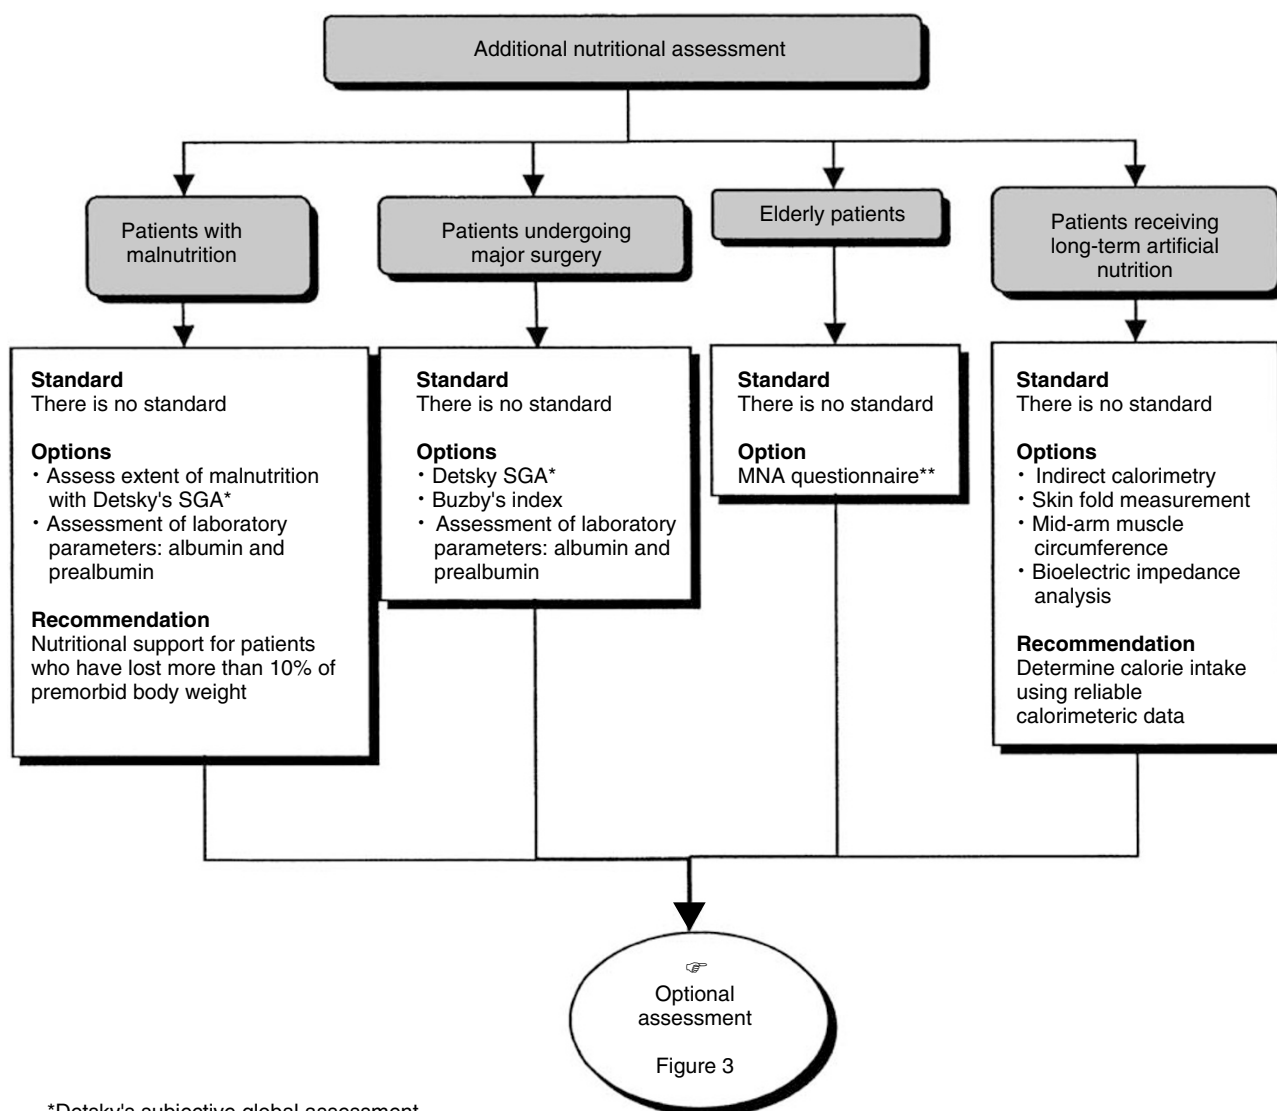 Additional nutritional assessment
Patients with
malnutrition
Patients undergoing
major surgery
Elderly patients
Patients receiving
long-term artificial
nutrition
Standard
There is no standard
Options
· Assess extent of malnutrition
with Detsky's SGA*
· Assessment of laboratory
parameters: albumin and
prealbumin
Recommendation
Nutritional support for patients
who have lost more than 10% of
premorbid body weight
Standard
There is no standard
Options
· Detsky SGA*
· Buzby's index
· Assessment of laboratory
parameters: albumin and
prealbumin
Standard
There is no standard
Option
MNA questionnaire**
Standard
There is no standard
Options
· Indirect calorimetry
· Skin fold measurement
· Mid-arm muscle
circumference
· Bioelectric impedance
analysis
Recommendation
Determine calorie intake
using reliable
calorimeteric data
☞
Optional
assessment
Figure 3
*Detsky's subjective global assessment